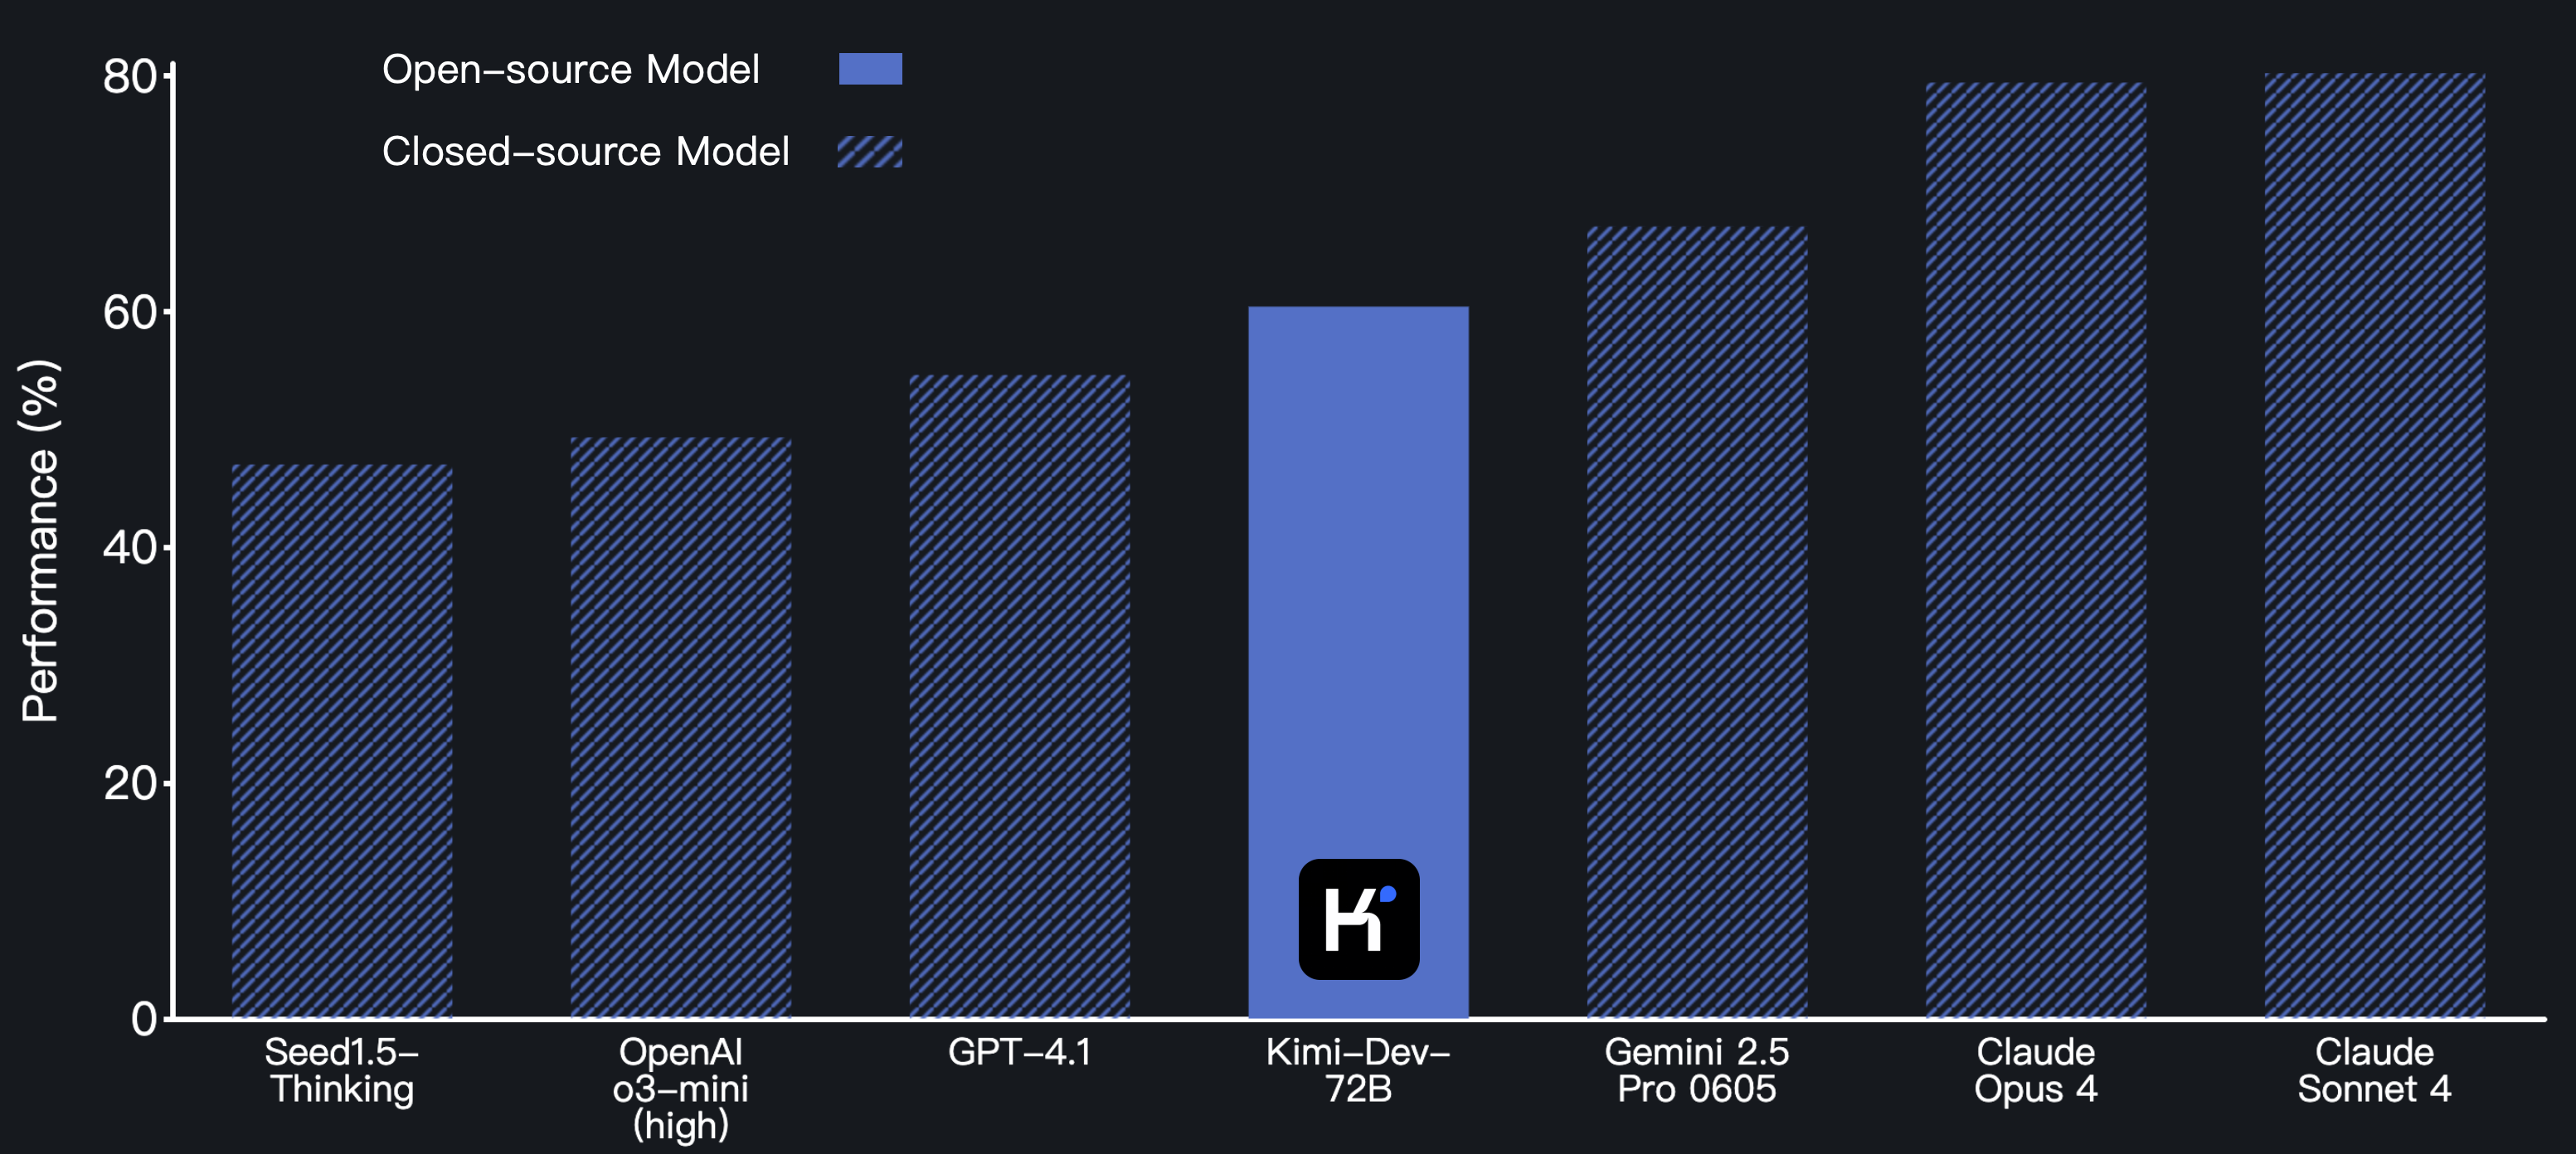 Open–source Model
Closed–source Model
Performance (%)
80
60
40
20
0
Seed1.5–
Thinking
OpenAI
o3–mini
(high)
GPT–4.1
Kimi–Dev–
72B
Gemini 2.5
Pro 0605
Claude
Opus 4
Claude
Sonnet 4
K